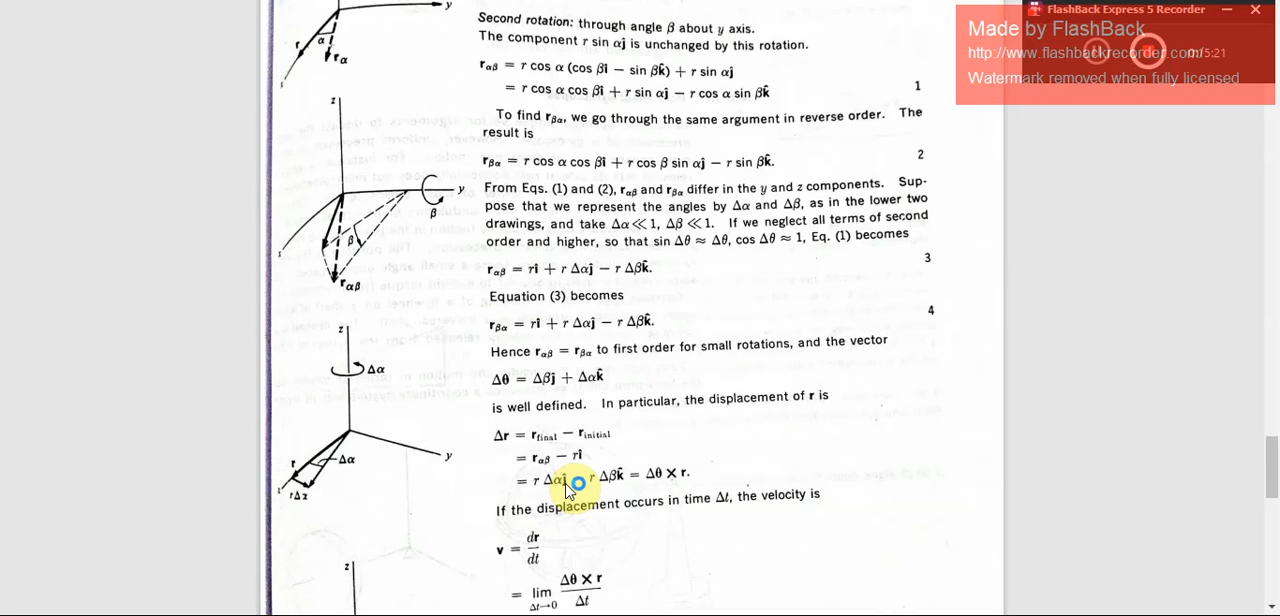 FlashBack Express 5 Recorder
Made by FlashBack
http://www.flashbackrecorder.com/
Watermark removed when fully licensed
Second rotation: through angle β about y axis.
The component r sin αĵ is unchanged by this rotation.
r_αβ = r cos α (cos βî − sin βk̂) + r sin αĵ
= r cos α cos βî + r sin αĵ − r cos α sin βk̂
1
To find r_βα, we go through the same argument in reverse order. The
result is
r_βα = r cos α cos βî + r cos β sin αĵ − r sin βk̂.
2
From Eqs. (1) and (2), r_αβ and r_βα differ in the y and z components. Sup-
pose that we represent the angles by Δα and Δβ, as in the lower two
drawings, and take Δα ≪ 1, Δβ ≪ 1. If we neglect all terms of second
order and higher, so that sin Δθ ≈ Δθ, cos Δθ ≈ 1, Eq. (1) becomes
r_αβ = rî + r Δαĵ − r Δβk̂.
3
Equation (3) becomes
r_βα = rî + r Δαĵ − r Δβk̂.
4
Hence r_αβ = r_βα to first order for small rotations, and the vector
Δθ = Δβĵ + Δαk̂
is well defined. In particular, the displacement of r is
Δr = r_final − r_initial
= r_αβ − rî
= r Δαĵ r Δβk̂ = Δθ × r.
If the displacement occurs in time Δt, the velocity is
v = dr/dt
= lim_Δt→0 Δθ × r / Δt
y
r
α
r_α
z
y
β
β
r_αβ
z
Δα
r
Δα
y
z